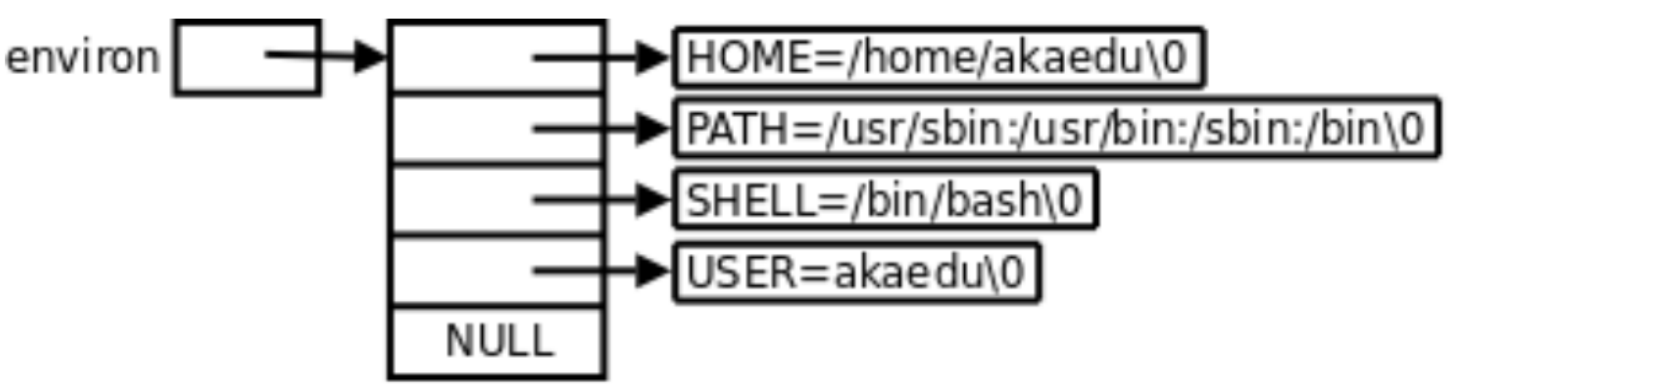 environ
HOME=/home/akaedu\0
PATH=/usr/sbin:/usr/bin:/sbin:/bin\0
SHELL=/bin/bash\0
USER=akaedu\0
NULL